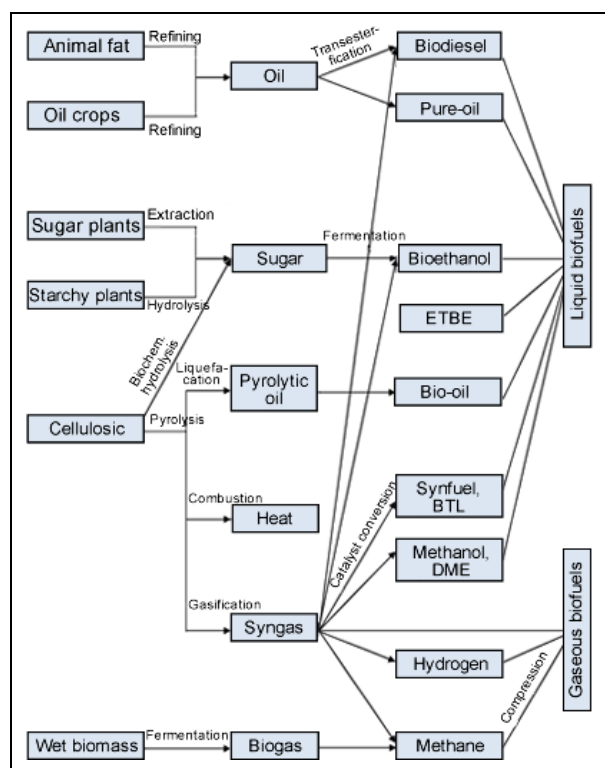 Animal fat
Refining
Oil crops
Refining
Oil
Transester-
fication
Biodiesel
Pure-oil
Sugar plants
Extraction
Starchy plants
Hydrolysis
Sugar
Fermentation
Bioethanol
ETBE
Liquid biofuels
Biochem.
hydrolysis
Cellulosic
Liquefa-
cation
Pyrolysis
Pyrolytic
oil
Bio-oil
Combustion
Heat
Gasification
Syngas
Catalyst conversion
Synfuel,
BTL
Methanol,
DME
Hydrogen
Gaseous biofuels
Compression
Wet biomass
Fermentation
Biogas
Methane